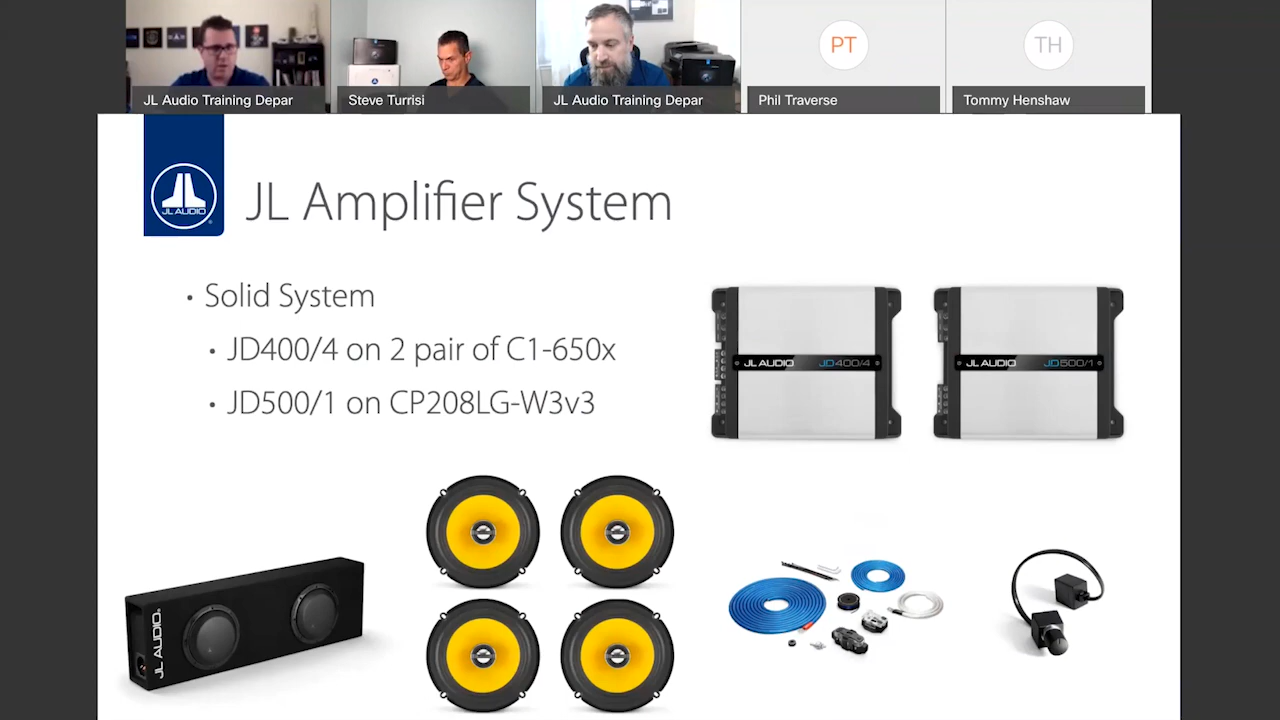 PT
TH
JL Audio Training Depar
Steve Turrisi
JL Audio Training Depar
Phil Traverse
Tommy Henshaw
JL AUDIO
JL Amplifier System
• Solid System
• JD400/4 on 2 pair of C1-650x
• JD500/1 on CP208LG-W3v3
JL AUDIO JD400/4
JL AUDIO JD500/1
JL AUDIO